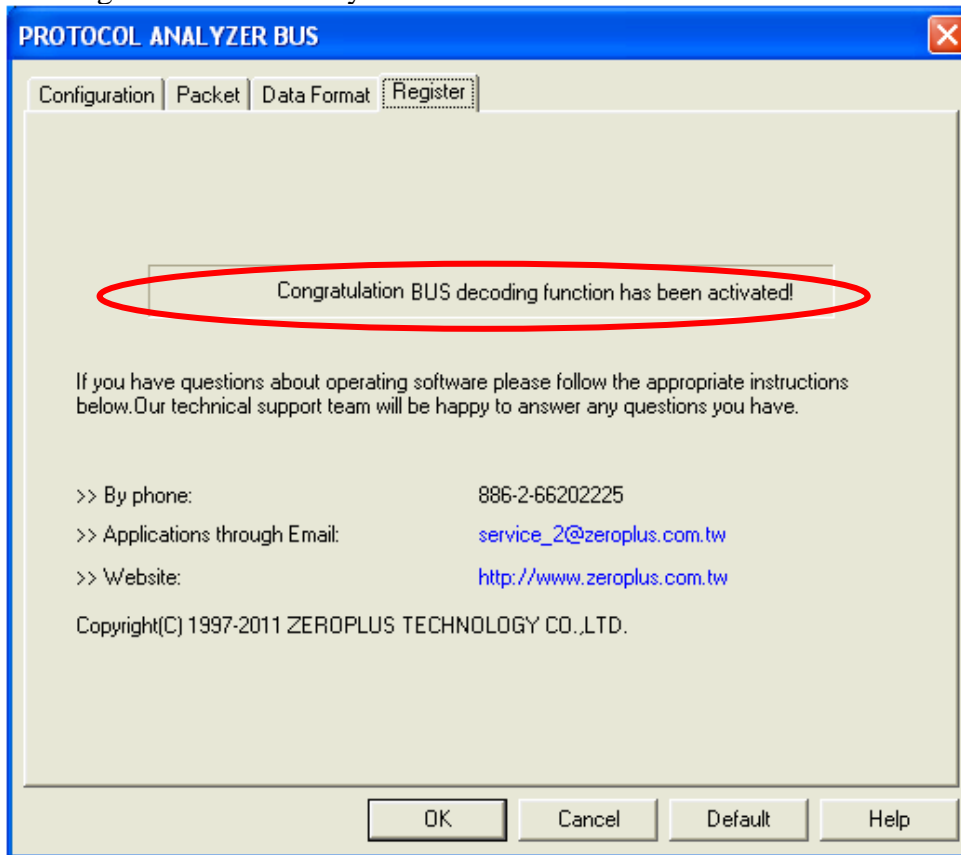 PROTOCOL ANALYZER BUS
Configuration Packet Data Format Register
Congratulation BUS decoding function has been activated!
If you have questions about operating software please follow the appropriate instructions
below.Our technical support team will be happy to answer any questions you have.
>> By phone: 886-2-66202225
>> Applications through Email: service_2@zeroplus.com.tw
>> Website: http://www.zeroplus.com.tw
Copyright(C) 1997-2011 ZEROPLUS TECHNOLOGY CO.,LTD.
OK Cancel Default Help